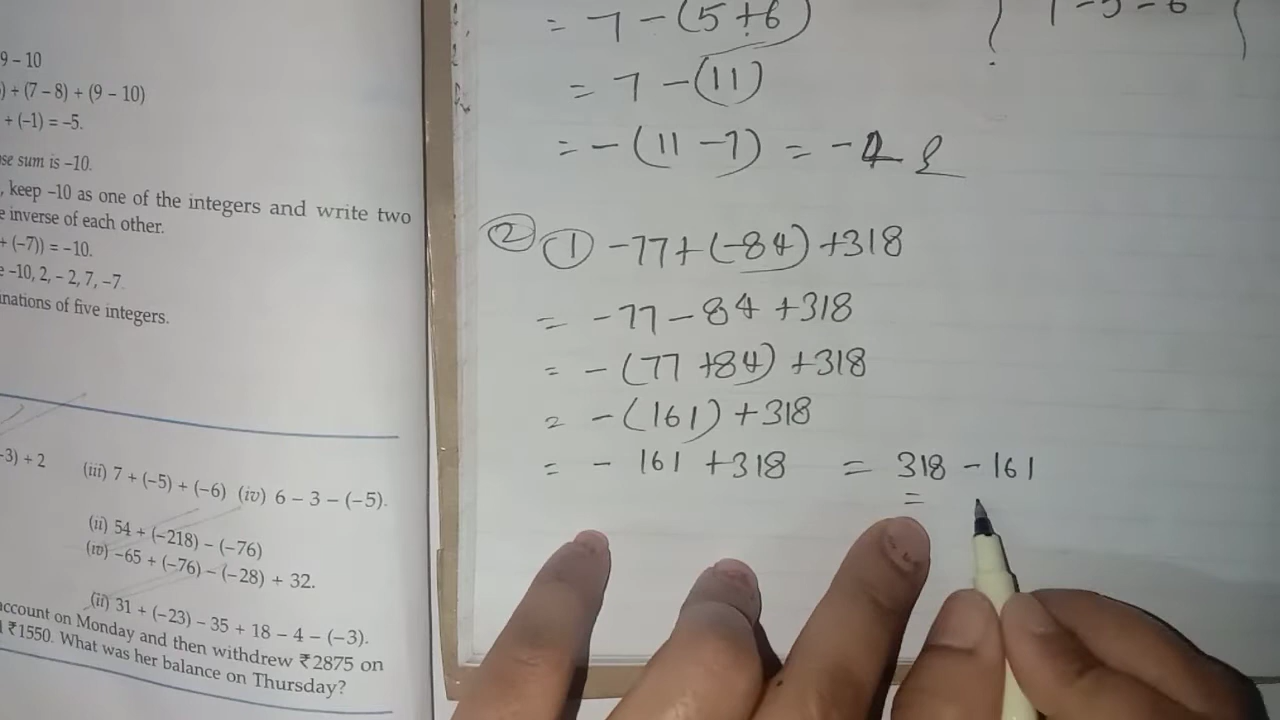 9 – 10
) + (7 – 8) + (9 – 10)
+ (–1) = –5.
se sum is –10.
, keep –10 as one of the integers and write two
e inverse of each other.
+ (–7)) = –10.
e –10, 2, – 2, 7, –7.
nations of five integers.
–3) + 2 (iii) 7 + (–5) + (–6) (iv) 6 – 3 – (–5).
(ii) 54 + (–218) – (–76)
(iv) –65 + (–76) – (–28) + 32.
(ii) 31 + (–23) – 35 + 18 – 4 – (–3).
account on Monday and then withdrew ₹2875 on
₹1550. What was her balance on Thursday?
= 7 - (5 + 6)
= 7 - (11)
= - (11 - 7) = -4
② ① -77 + (-84) + 318
= -77 - 84 + 318
= - (77 + 84) + 318
= - (161) + 318
= - 161 + 318 = 318 - 161
=